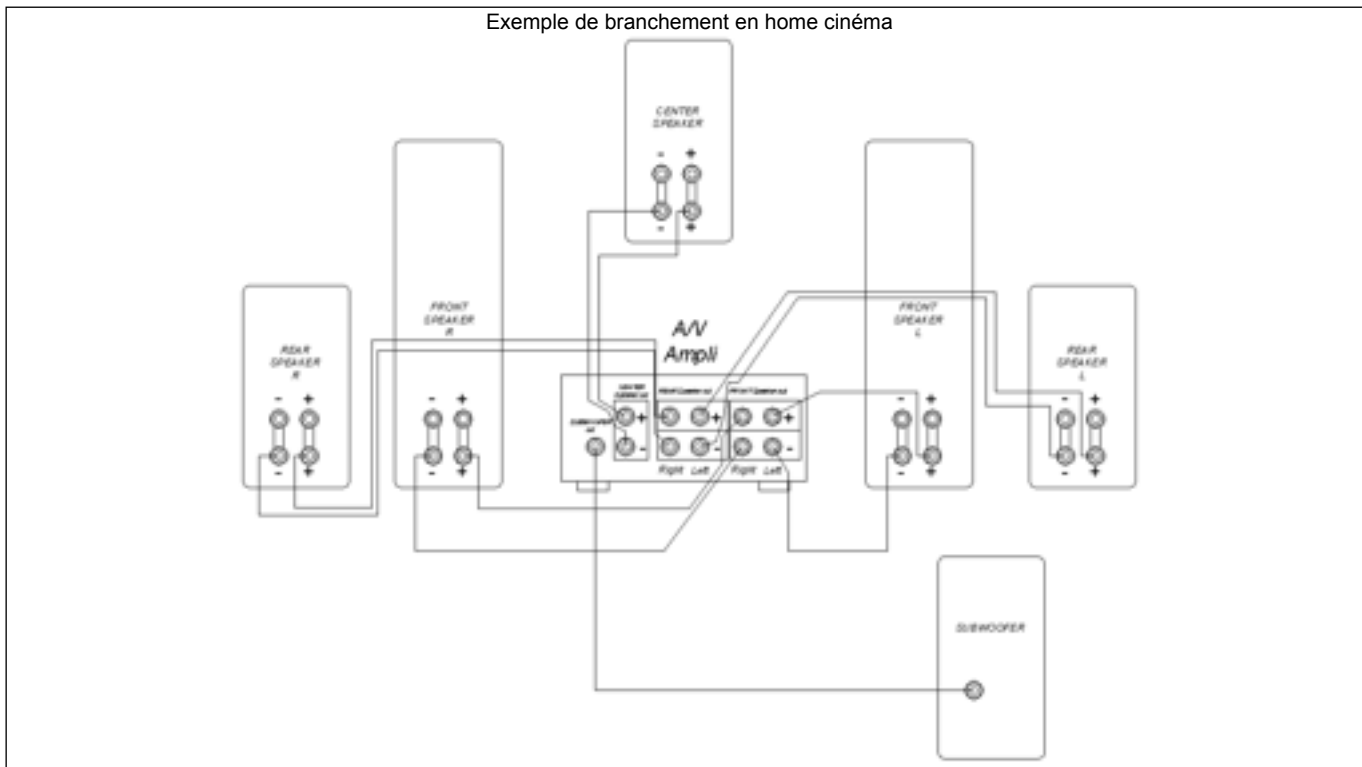 Exemple de branchement en home cinéma
CENTER
SPEAKER
- +
- +
FRONT
SPEAKER
R
- +
- +
FRONT
SPEAKER
L
- +
- +
REAR
SPEAKER
R
- +
- +
REAR
SPEAKER
L
- +
- +
A/V
Ampli
+ + +
- - -
Right Left Right Left
SUBWOOFER